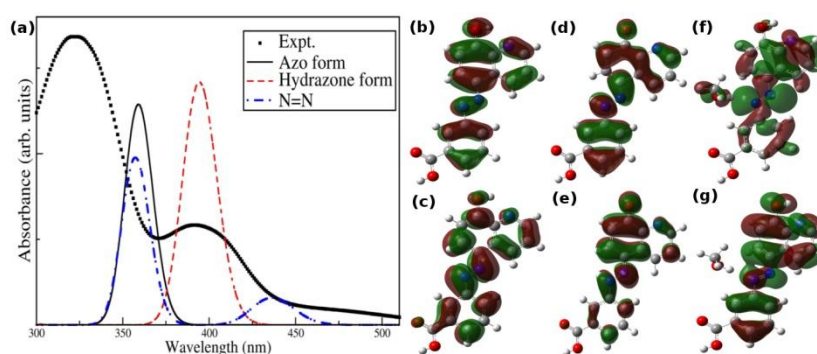 (a)
Expt.
Azo form
Hydrazone form
N=N
Absorbance (arb. units)
300 350 400 450 500
Wavelength (nm)
(b) (d) (f)
(c) (e) (g)